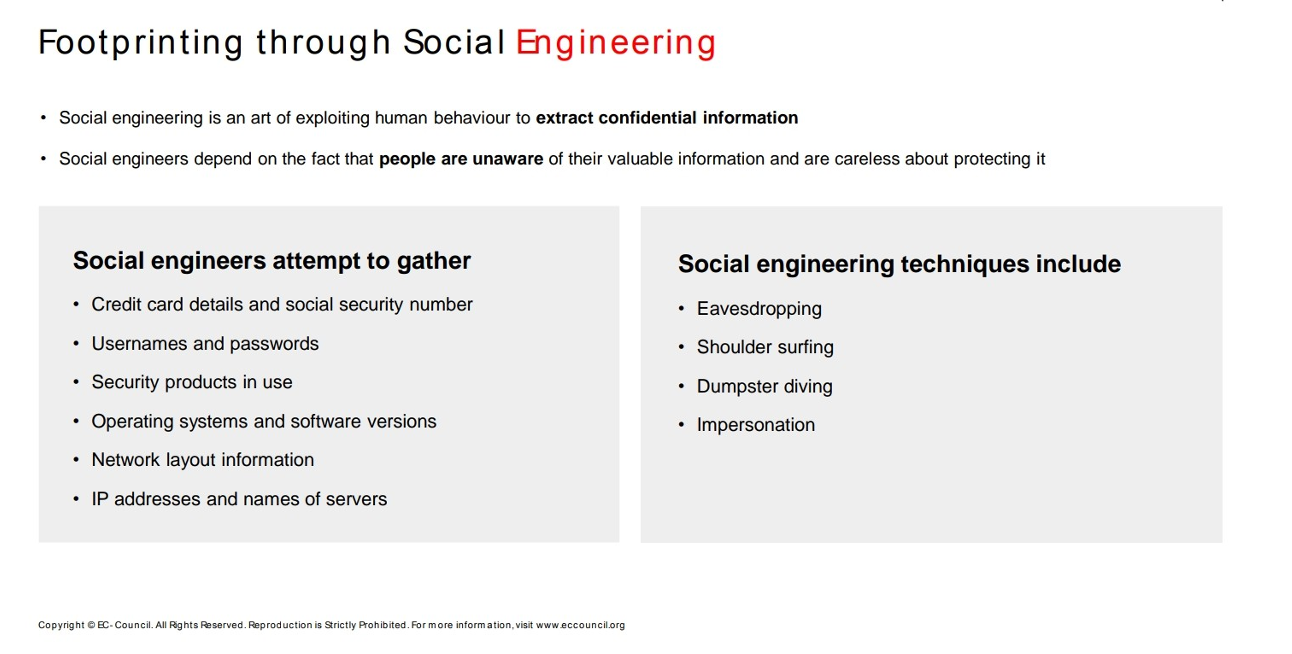 Footprinting through Social Engineering
• Social engineering is an art of exploiting human behaviour to extract confidential information
• Social engineers depend on the fact that people are unaware of their valuable information and are careless about protecting it
Social engineers attempt to gather
• Credit card details and social security number
• Usernames and passwords
• Security products in use
• Operating systems and software versions
• Network layout information
• IP addresses and names of servers
Social engineering techniques include
• Eavesdropping
• Shoulder surfing
• Dumpster diving
• Impersonation
Copyright © EC-Council. All Rights Reserved. Reproduction is Strictly Prohibited. For more information, visit www.eccouncil.org